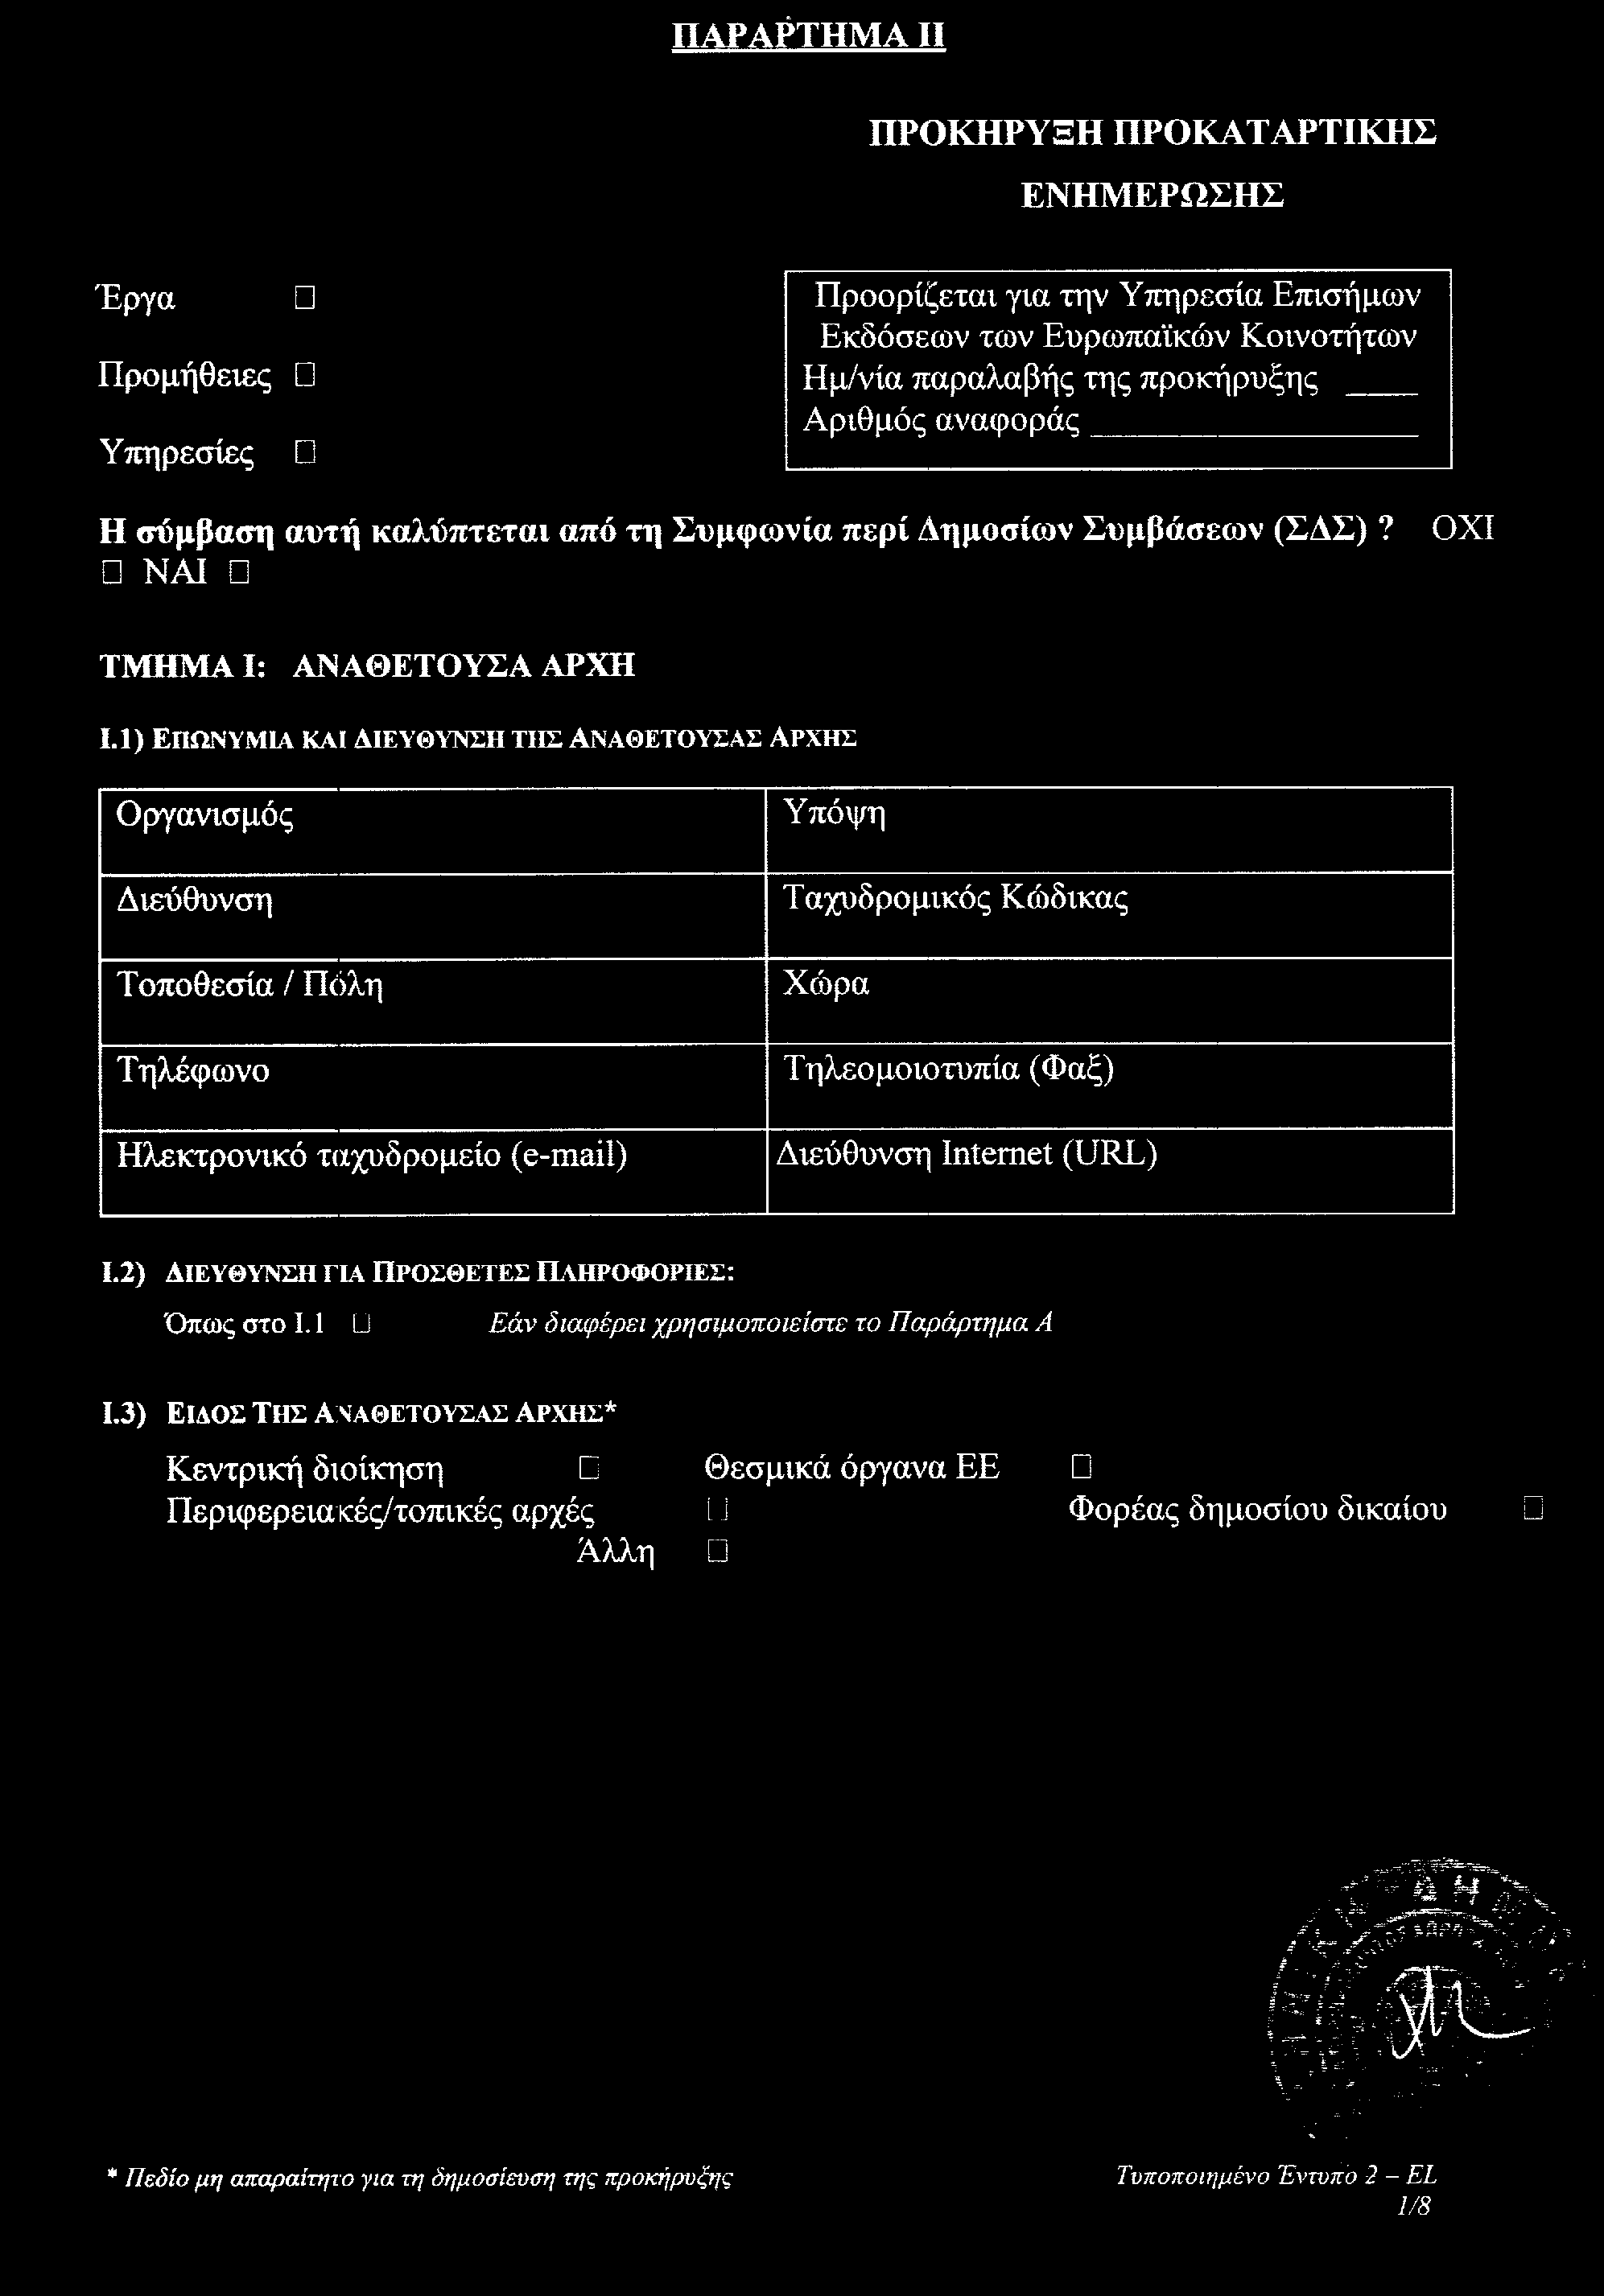 ΠΑΡΑΡΤΗΜΑ ΙΙ
ΠΡΟΚΗΡΥΞΗ ΠΡΟΚΑΤΑΡΤΙΚΗΣ
ΕΝΗΜΕΡΩΣΗΣ
Έργα □
Προμήθειες □
Υπηρεσίες □
Προορίζεται για την Υπηρεσία Επισήμων
Εκδόσεων των Ευρωπαϊκών Κοινοτήτων
Ημ/νία παραλαβής της προκήρυξης ____
Αριθμός αναφοράς __________________
Η σύμβαση αυτή καλύπτεται από τη Συμφωνία περί Δημοσίων Συμβάσεων (ΣΔΣ) ? ΟΧΙ
□ ΝΑΙ □
ΤΜΗΜΑ Ι: ΑΝΑΘΕΤΟΥΣΑ ΑΡΧΗ
Ι.1) ΕΠΩΝΥΜΙΑ ΚΑΙ ΔΙΕΥΘΥΝΣΗ ΤΗΣ ΑΝΑΘΕΤΟΥΣΑΣ ΑΡΧΗΣ
Οργανισμός Υπόψη
Διεύθυνση Ταχυδρομικός Κώδικας
Τοποθεσία / Πόλη Χώρα
Τηλέφωνο Τηλεομοιοτυπία (Φαξ)
Ηλεκτρονικό ταχυδρομείο (e-mail) Διεύθυνση Internet (URL)
Ι.2) ΔΙΕΥΘΥΝΣΗ ΓΙΑ ΠΡΟΣΘΕΤΕΣ ΠΛΗΡΟΦΟΡΙΕΣ:
Όπως στο Ι.1 □ Εάν διαφέρει χρησιμοποιείστε το Παράρτημα Α
Ι.3) ΕΙΔΟΣ ΤΗΣ ΑΝΑΘΕΤΟΥΣΑΣ ΑΡΧΗΣ*
Κεντρική διοίκηση □ Θεσμικά όργανα ΕΕ □
Περιφερειακές/τοπικές αρχές □ Φορέας δημοσίου δικαίου □
Άλλη □
* Πεδίο μη απαραίτητο για τη δημοσίευση της προκήρυξης
Τυποποιημένο Έντυπο 2 – EL
1/8